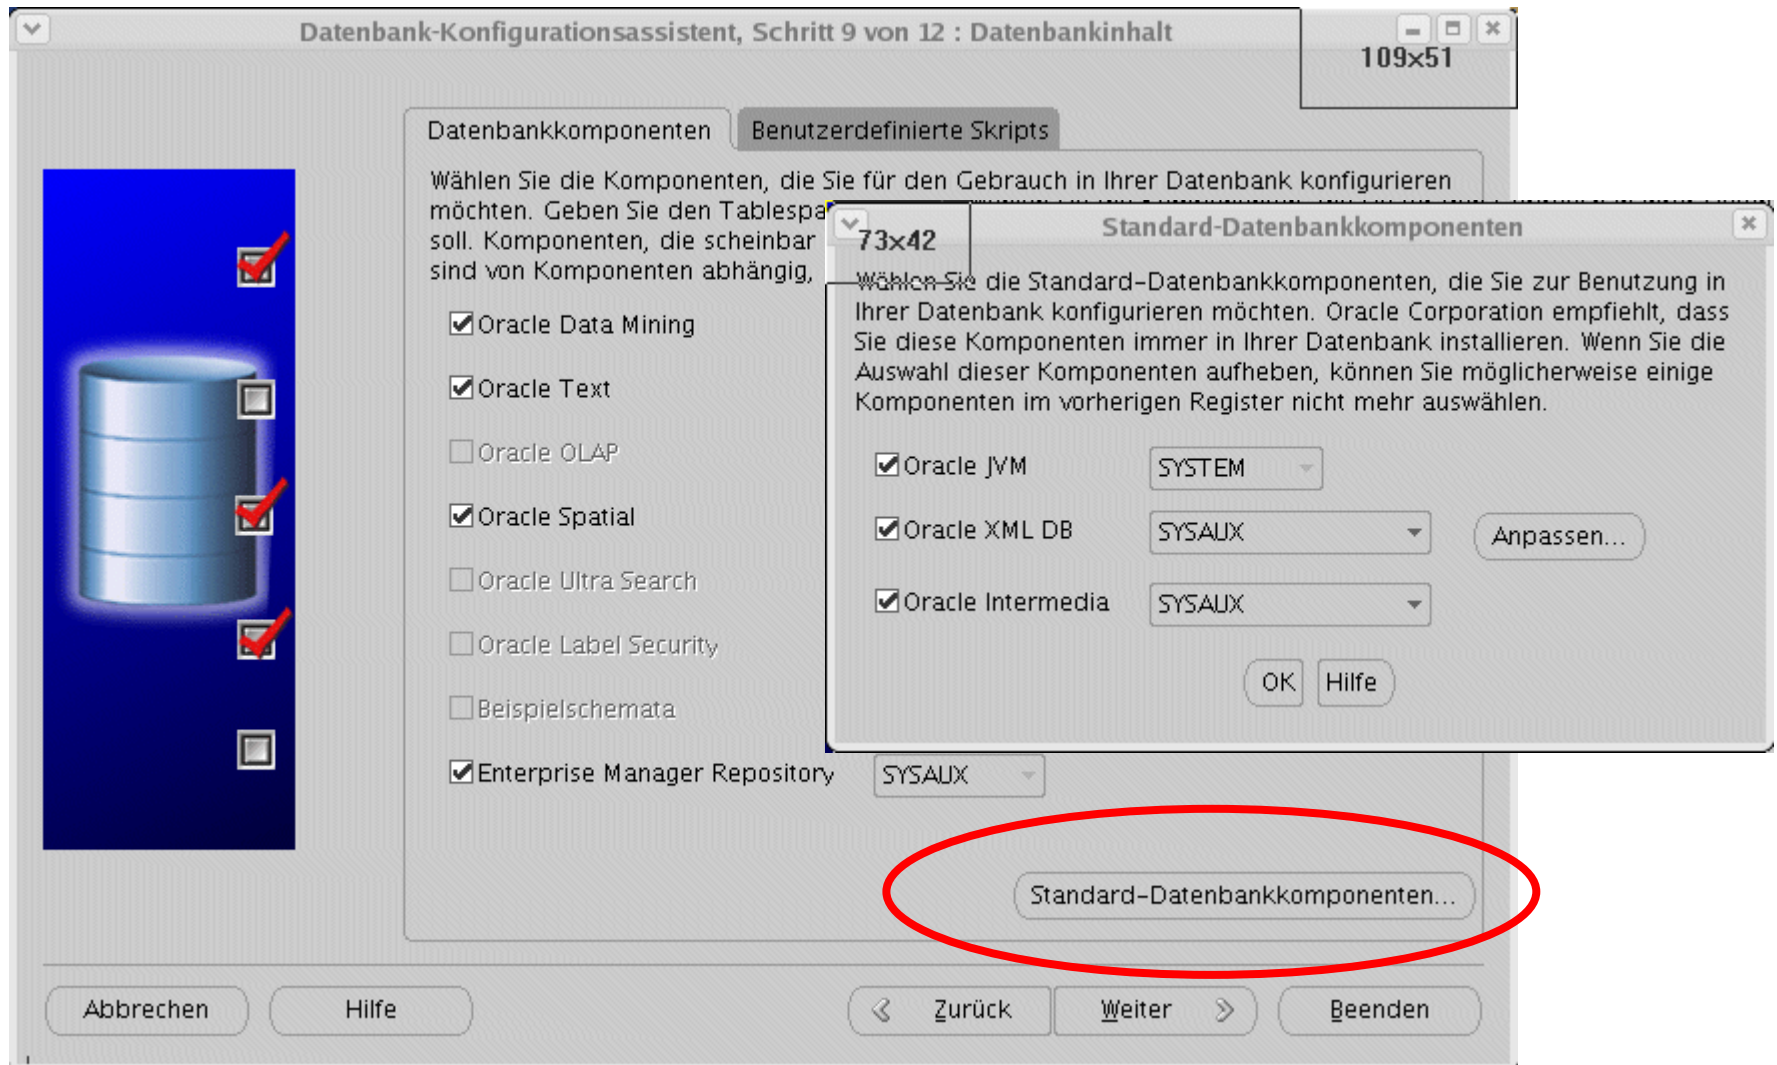 Datenbank-Konfigurationsassistent, Schritt 9 von 12 : Datenbankinhalt
109×51
Datenbankkomponenten
Benutzerdefinierte Skripts
Wählen Sie die Komponenten, die Sie für den Gebrauch in Ihrer Datenbank konfigurieren
möchten. Geben Sie den
soll. Komponenten, die scheinbar
sind von Komponenten abhängig,
Oracle Data Mining
Oracle Text
Oracle OLAP
Oracle Spatial
Oracle Ultra Search
Oracle Label Security
Beispielschemata
Enterprise Manager Repository
SYSAUX
Standard-Datenbankkomponenten...
Abbrechen
Hilfe
Zurück
Weiter
Beenden
Standard-Datenbankkomponenten
73×42
Wählen Sie die Standard-Datenbankkomponenten, die Sie zur Benutzung in
Ihrer Datenbank konfigurieren möchten. Oracle Corporation empfiehlt, dass
Sie diese Komponenten immer in Ihrer Datenbank installieren. Wenn Sie die
Auswahl dieser Komponenten aufheben, können Sie möglicherweise einige
Komponenten im vorherigen Register nicht mehr auswählen.
Oracle JVM
SYSTEM
Oracle XML DB
SYSAUX
Anpassen...
Oracle Intermedia
SYSAUX
OK
Hilfe